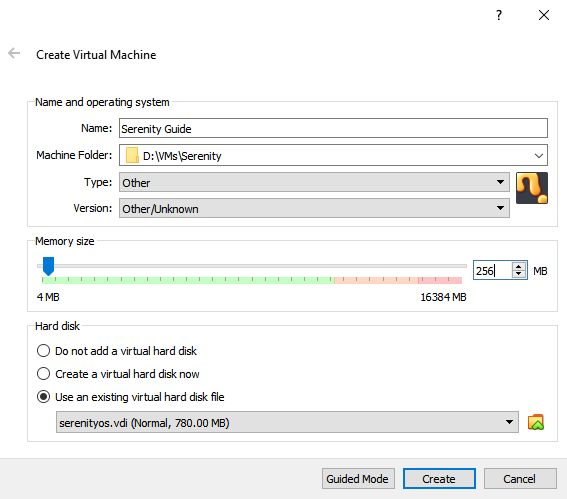 ?
Create Virtual Machine
Name and operating system
Name: Serenity Guide
Machine Folder: D:\VMs\Serenity
Type: Other
Version: Other/Unknown
Memory size
256 MB
4 MB 16384 MB
Hard disk
Do not add a virtual hard disk
Create a virtual hard disk now
Use an existing virtual hard disk file
serenityos.vdi (Normal, 780.00 MB)
Guided Mode Create Cancel